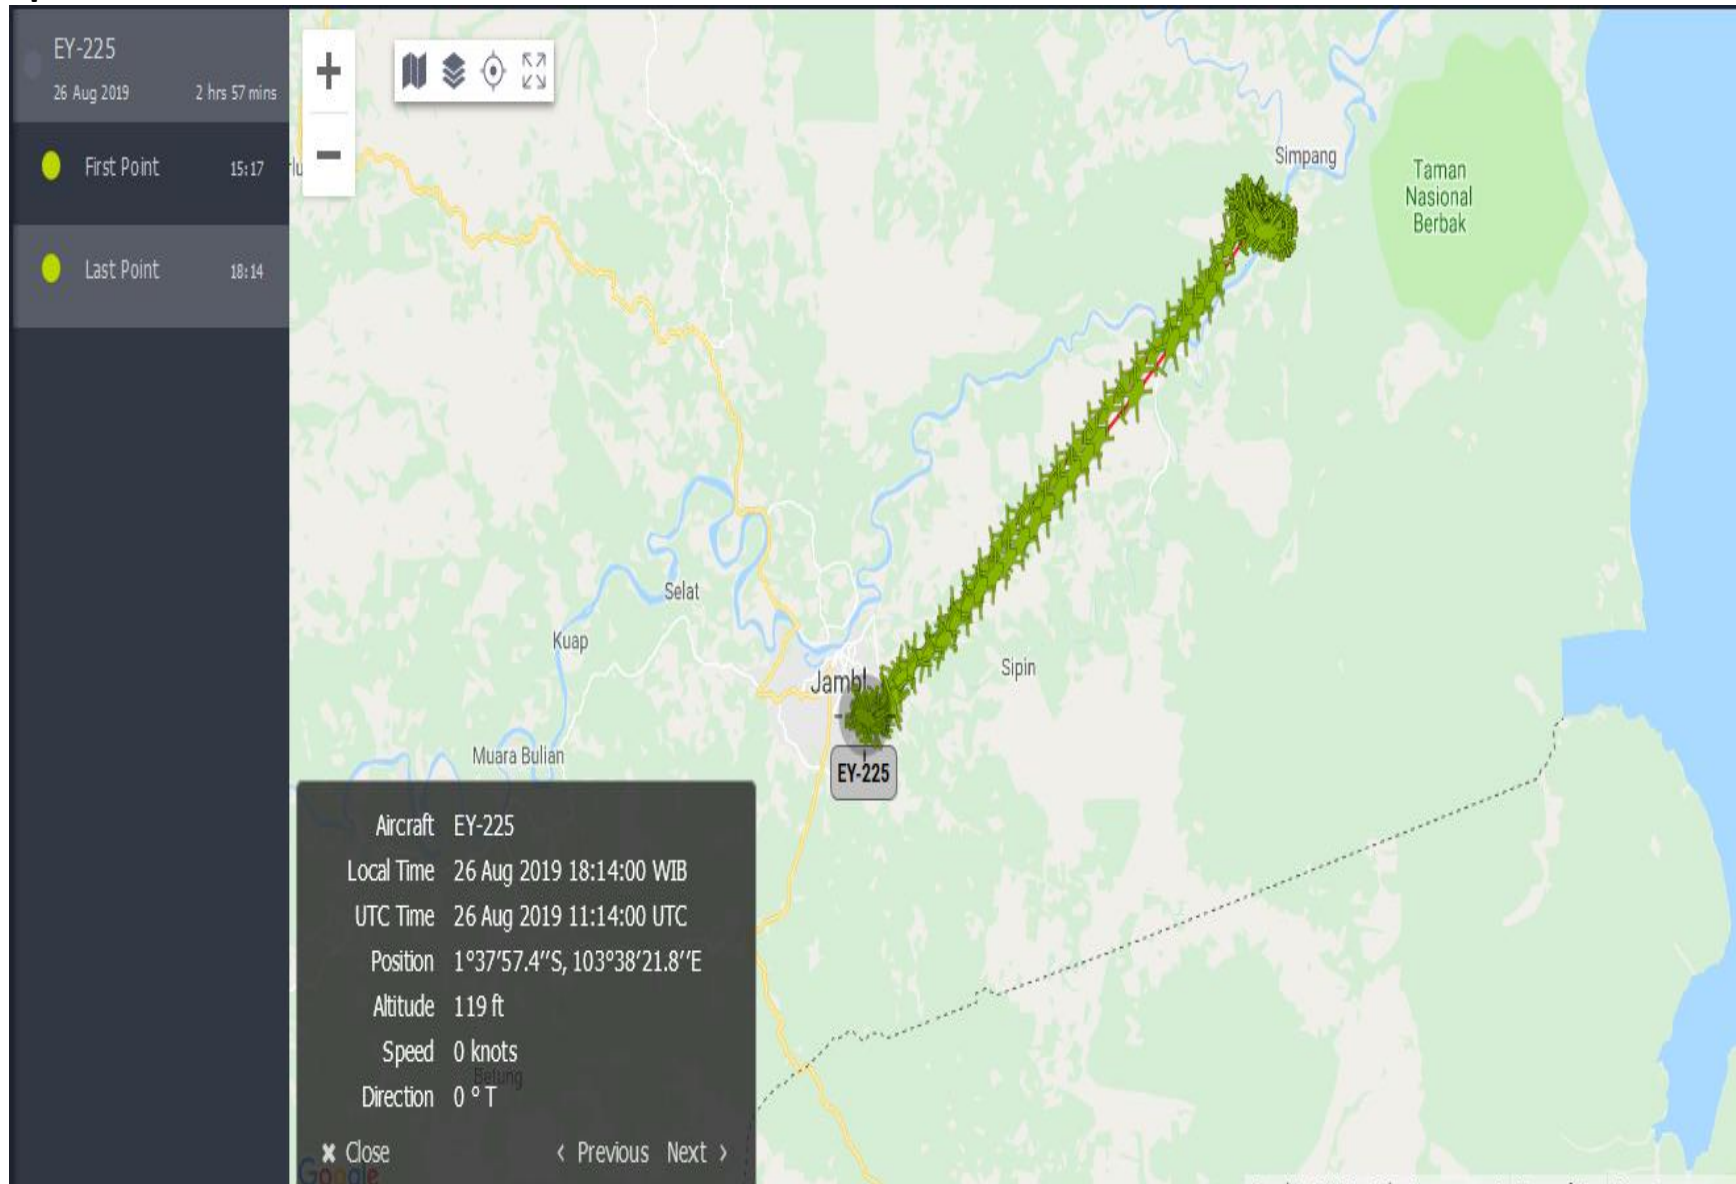 EY-225
26 Aug 2019 2 hrs 57 mins
First Point 15:17
Last Point 18:14
+
−
Simpang
Taman
Nasional
Berbak
Selat
Kuap
Sipin
Jambi
Muara Bulian
EY-225
Aircraft EY-225
Local Time 26 Aug 2019 18:14:00 WIB
UTC Time 26 Aug 2019 11:14:00 UTC
Position 1°37'57.4''S, 103°38'21.8''E
Altitude 119 ft
Speed 0 knots
Betung
Direction 0 ° T
✖ Close ‹ Previous Next ›
Google